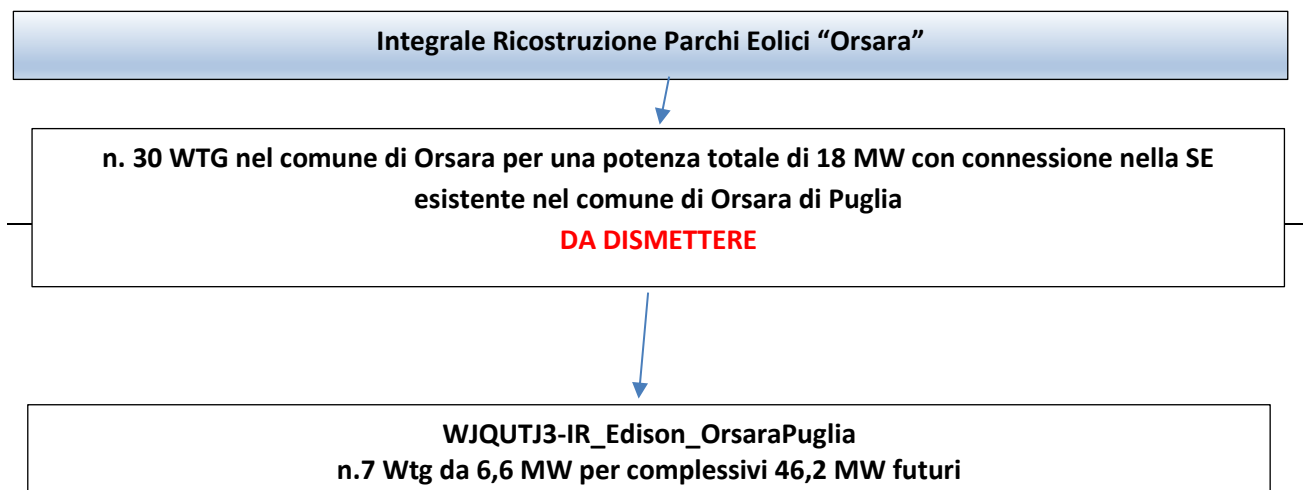 Integrale Ricostruzione Parchi Eolici “Orsara”
n. 30 WTG nel comune di Orsara per una potenza totale di 18 MW con connessione nella SE
esistente nel comune di Orsara di Puglia
DA DISMETTERE
WJQUTJ3-IR_Edison_OrsaraPuglia
n.7 Wtg da 6,6 MW per complessivi 46,2 MW futuri